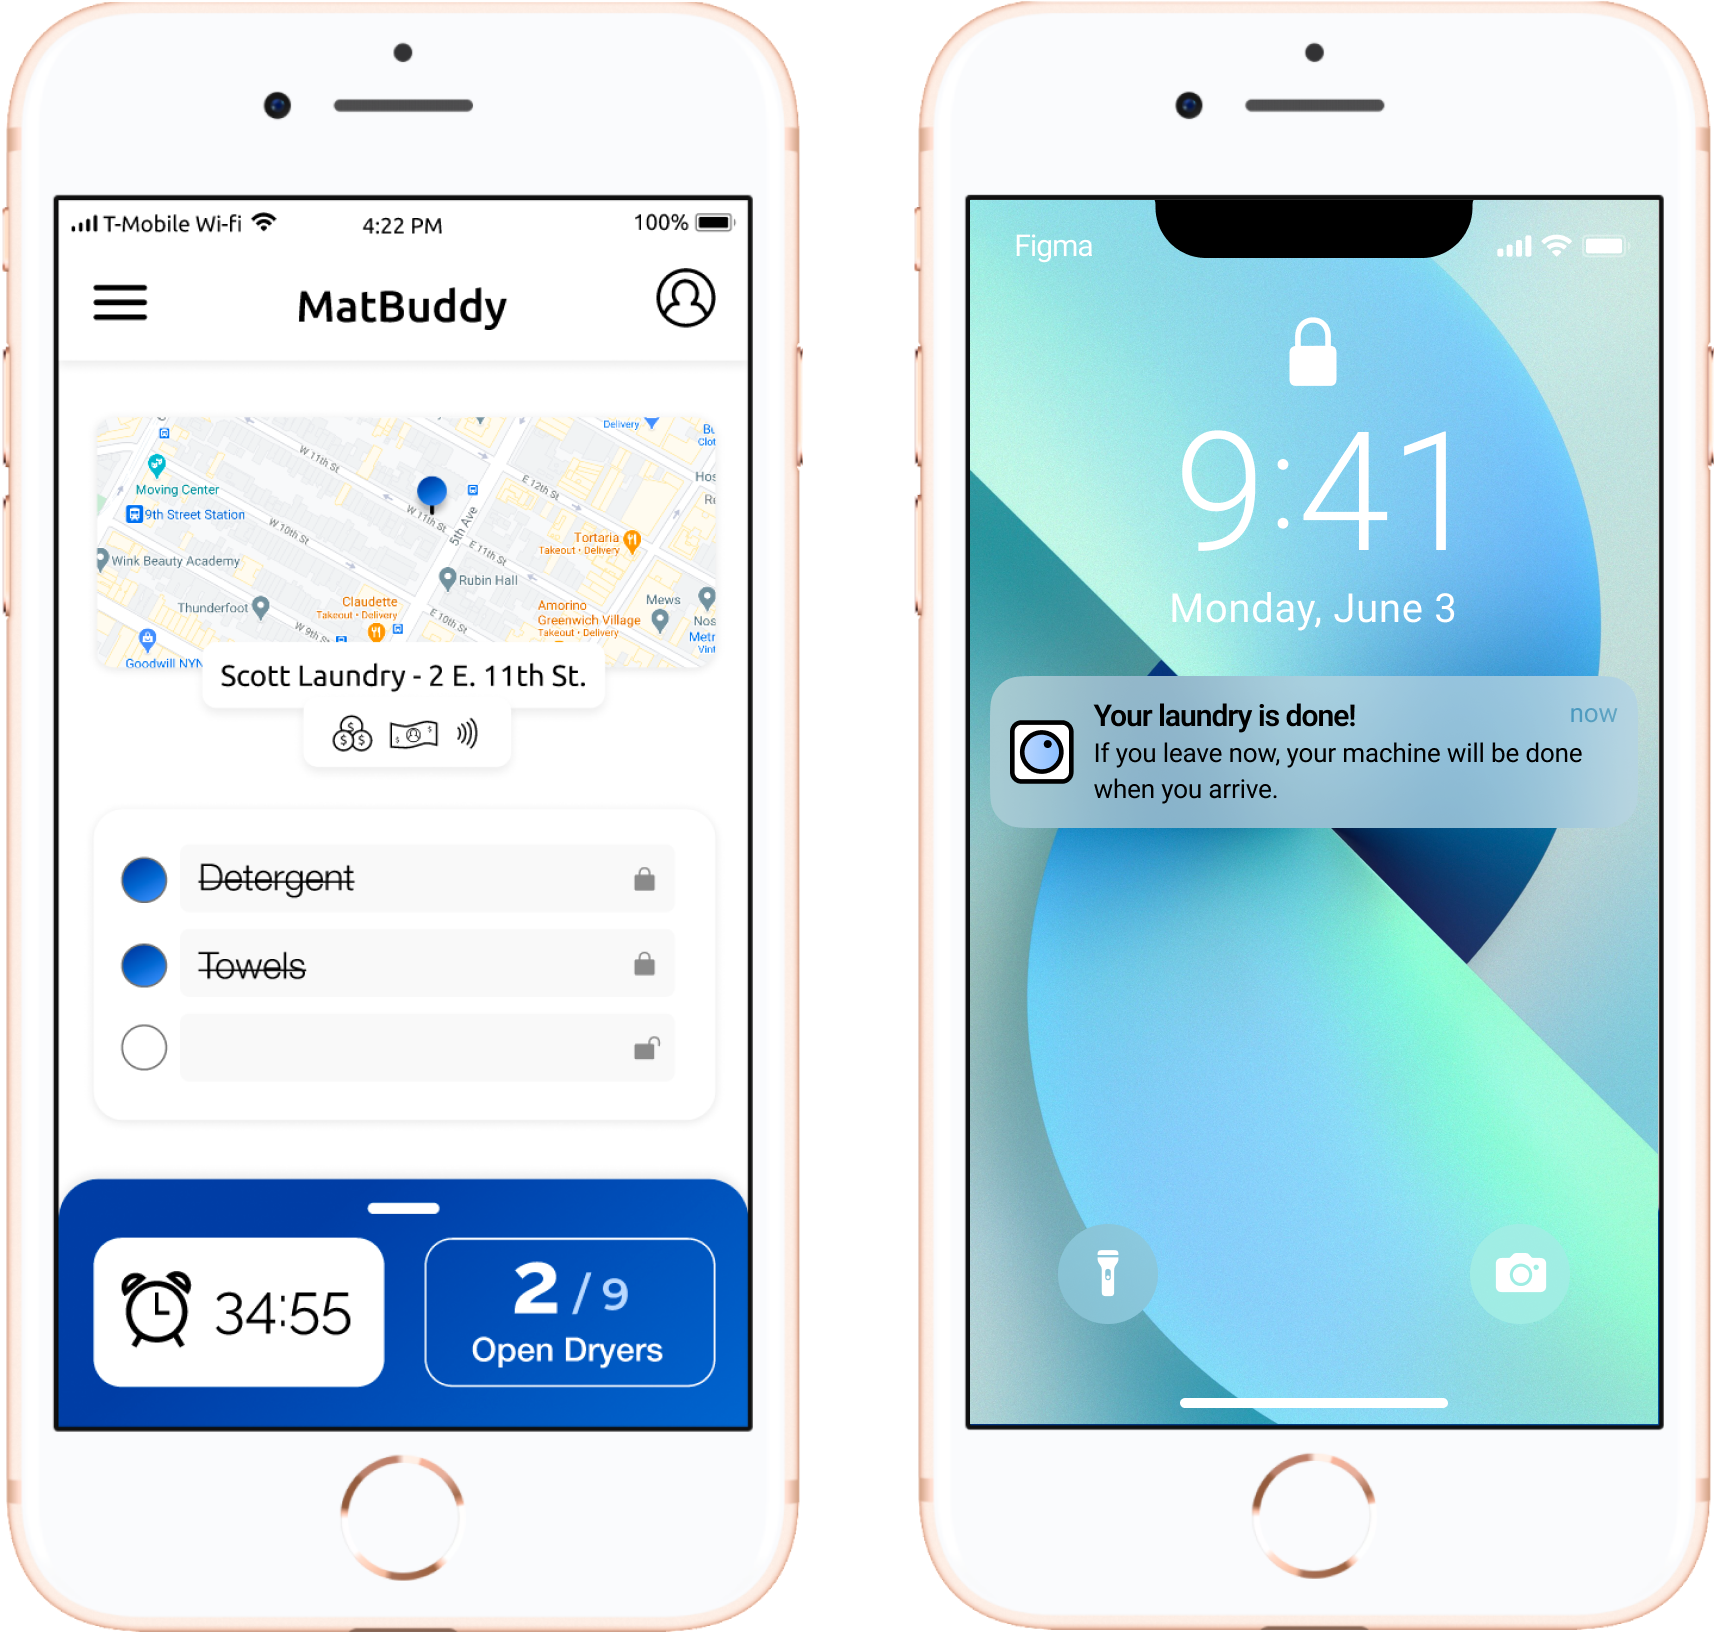 T-Mobile Wi-fi 4:22 PM 100%
MatBuddy
Delivery
W 11th St
Moving Center
9th Street Station
E 12th St
W 10th St
W 11th St
5th Ave
E 11th St
Tortaria
Takeout • Delivery
Wink Beauty Academy
Rubin Hall
Thunderfoot
Claudette
Takeout • Delivery
Mews
Amorino
Greenwich Village
Takeout • Delivery
E 10th St
W 9th St
Goodwill NYN
Scott Laundry - 2 E. 11th St.
Detergent
Towels
34:55
2 / 9
Open Dryers
Figma
9:41
Monday, June 3
Your laundry is done!
now
If you leave now, your machine will be done
when you arrive.